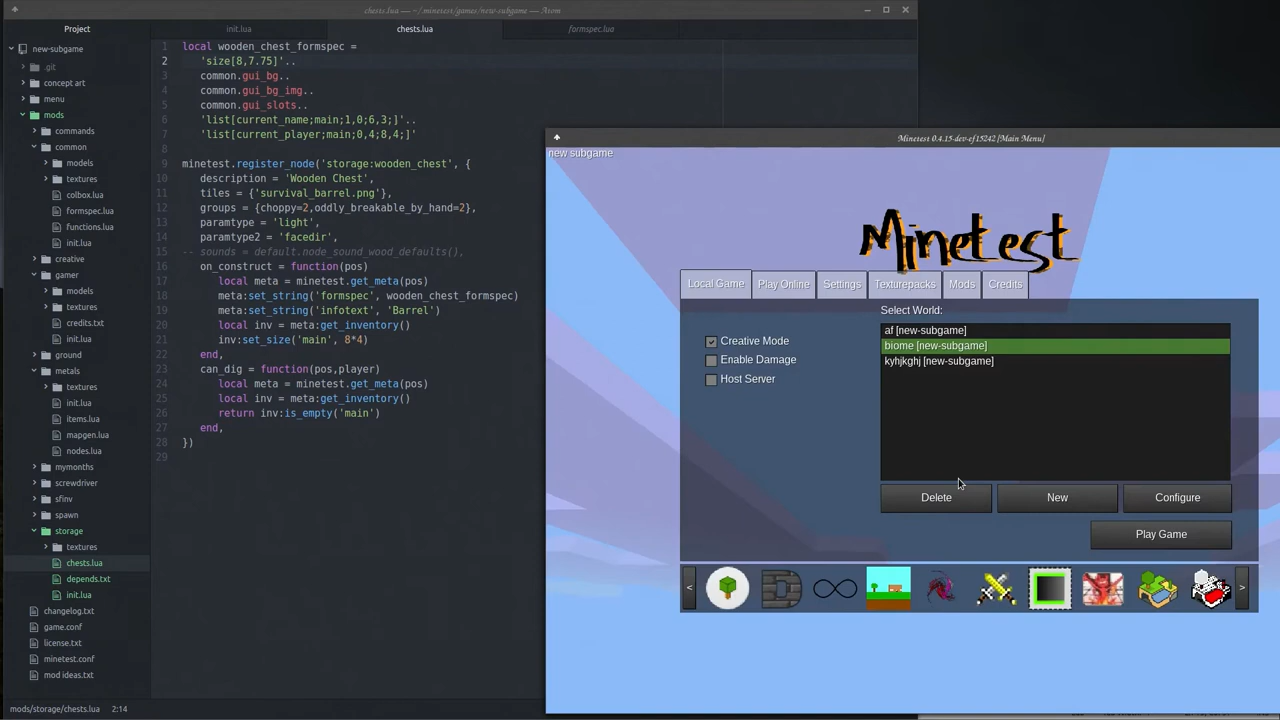 chests.lua — ~/.minetest/games/new-subgame — Atom
Project
new-subgame
.git
concept art
menu
mods
commands
common
models
textures
colbox.lua
formspec.lua
functions.lua
init.lua
creative
gamer
models
textures
credits.txt
init.lua
ground
metals
textures
init.lua
items.lua
mapgen.lua
nodes.lua
mymonths
screwdriver
sfinv
spawn
storage
textures
chests.lua
depends.txt
init.lua
changelog.txt
game.conf
license.txt
minetest.conf
mod ideas.txt
mods/storage/chests.lua 2:14
init.lua
chests.lua
formspec.lua
1 local wooden_chest_formspec =
2 'size[8,7.75]'..
3 common.gui_bg..
4 common.gui_bg_img..
5 common.gui_slots..
6 'list[current_name;main;1,0;6,3;]'..
7 'list[current_player;main;0,4;8,4;]'
8
9 minetest.register_node('storage:wooden_chest', {
10 description = 'Wooden Chest',
11 tiles = {'survival_barrel.png'},
12 groups = {choppy=2,oddly_breakable_by_hand=2},
13 paramtype = 'light',
14 paramtype2 = 'facedir',
15 -- sounds = default.node_sound_wood_defaults(),
16 on_construct = function(pos)
17 local meta = minetest.get_meta(pos)
18 meta:set_string('formspec', wooden_chest_formspec)
19 meta:set_string('infotext', 'Barrel')
20 local inv = meta:get_inventory()
21 inv:set_size('main', 8*4)
22 end,
23 can_dig = function(pos,player)
24 local meta = minetest.get_meta(pos)
25 local inv = meta:get_inventory()
26 return inv:is_empty('main')
27 end,
28 })
29
Minetest 0.4.15-dev-ef15242 [Main Menu]
new subgame
Minetest
Local Game
Play Online
Settings
Texturepacks
Mods
Credits
Select World:
Creative Mode
Enable Damage
Host Server
af [new-subgame]
biome [new-subgame]
kyhjkghj [new-subgame]
Delete
New
Configure
Play Game
<
>